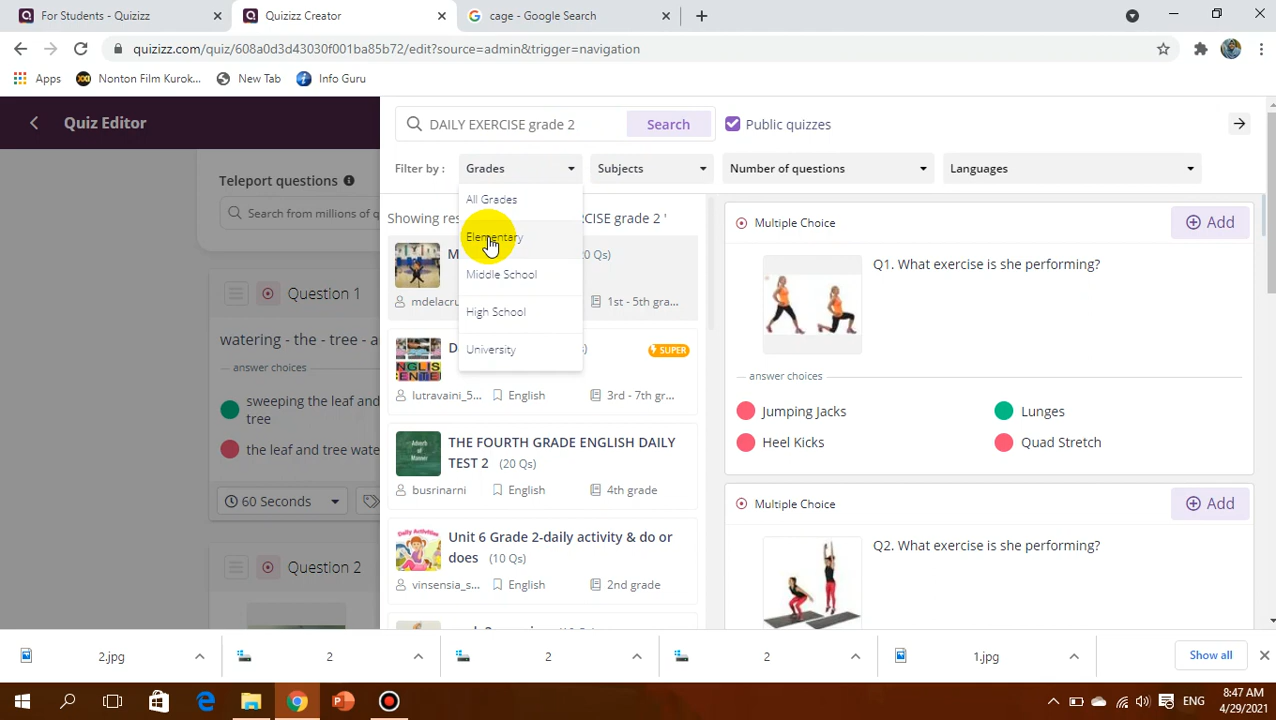 For Students - Quizizz
Quizizz Creator
cage - Google Search
quizizz.com/quiz/608a0d3d43030f001ba85b72/edit?source=admin&trigger=navigation
Apps
Nonton Film Kurok...
New Tab
Info Guru
Quiz Editor
DAILY EXERCISE grade 2
Search
Public quizzes
Teleport questions
Filter by :
Grades
Subjects
Number of questions
Languages
Search from millions of q
All Grades
Elementary
Middle School
High School
University
Showing res
CISE grade 2 '
M
0 Qs)
mdelacru
1st - 5th gra...
D
s)
SUPER
lutravaini_5...
English
3rd - 7th gr...
THE FOURTH GRADE ENGLISH DAILY
TEST 2 (20 Qs)
busrinarni
English
4th grade
Unit 6 Grade 2-daily activity & do or
does (10 Qs)
vinsensia_s...
English
2nd grade
Question 1
watering - the - tree - a
answer choices
sweeping the leaf and
tree
the leaf and tree wate
60 Seconds
Question 2
Multiple Choice
Add
Q1. What exercise is she performing?
answer choices
Jumping Jacks
Lunges
Heel Kicks
Quad Stretch
Multiple Choice
Add
Q2. What exercise is she performing?
2.jpg
2
2
2
1.jpg
Show all
ENG
8:47 AM
4/29/2021